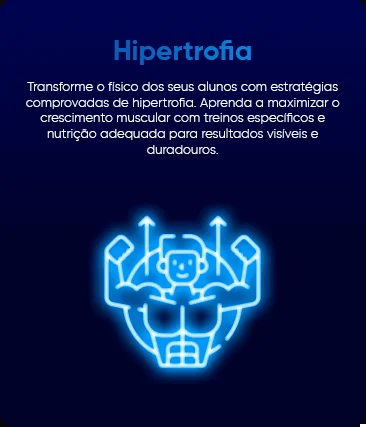 Hipertrofia
Transforme o físico dos seus alunos com estratégias
comprovadas de hipertrofia. Aprenda a maximizar o
crescimento muscular com treinos específicos e
nutrição adequada para resultados visíveis e
duradouros.